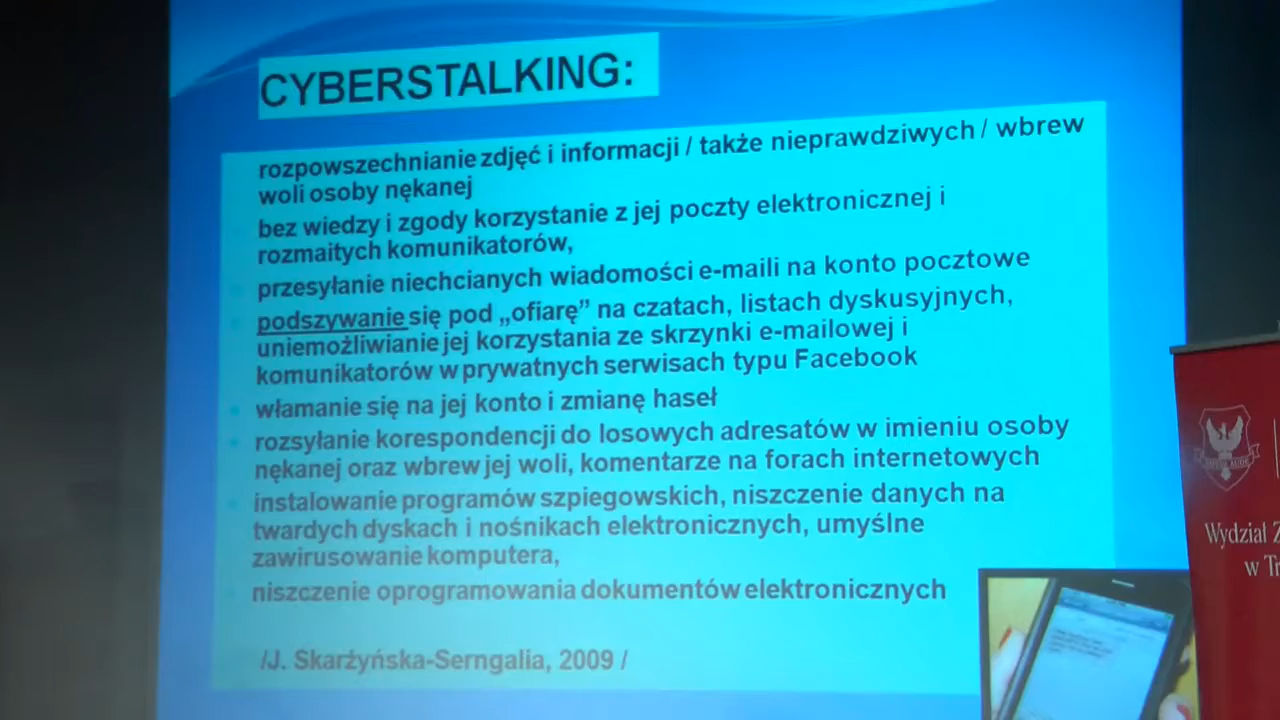 CYBERSTALKING:
rozpowszechnianie zdjęć i informacji / także nieprawdziwych / wbrew
woli osoby nękanej
bez wiedzy i zgody korzystanie z jej poczty elektronicznej i
rozmaitych komunikatorów,
przesyłanie niechcianych wiadomości e-maili na konto pocztowe
podszywanie się pod „ofiarę” na czatach, listach dyskusyjnych,
uniemożliwianie jej korzystania ze skrzynki e-mailowej i
komunikatorów w prywatnych serwisach typu Facebook
włamanie się na jej konto i zmianę haseł
rozsyłanie korespondencji do losowych adresatów w imieniu osoby
nękanej oraz wbrew jej woli, komentarze na forach internetowych
instalowanie programów szpiegowskich, niszczenie danych na
twardych dyskach i nośnikach elektronicznych, umyślne
zawirusowanie komputera,
niszczenie oprogramowania dokumentów elektronicznych
/J. Skarżyńska-Serngalia, 2009 /
SAPERE AUDE
Wydział Z
w Tr